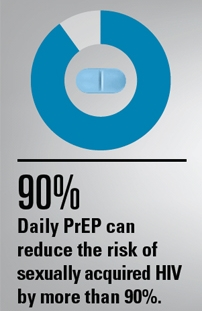 90%
Daily PrEP can
reduce the risk of
sexually acquired HIV
by more than 90%.